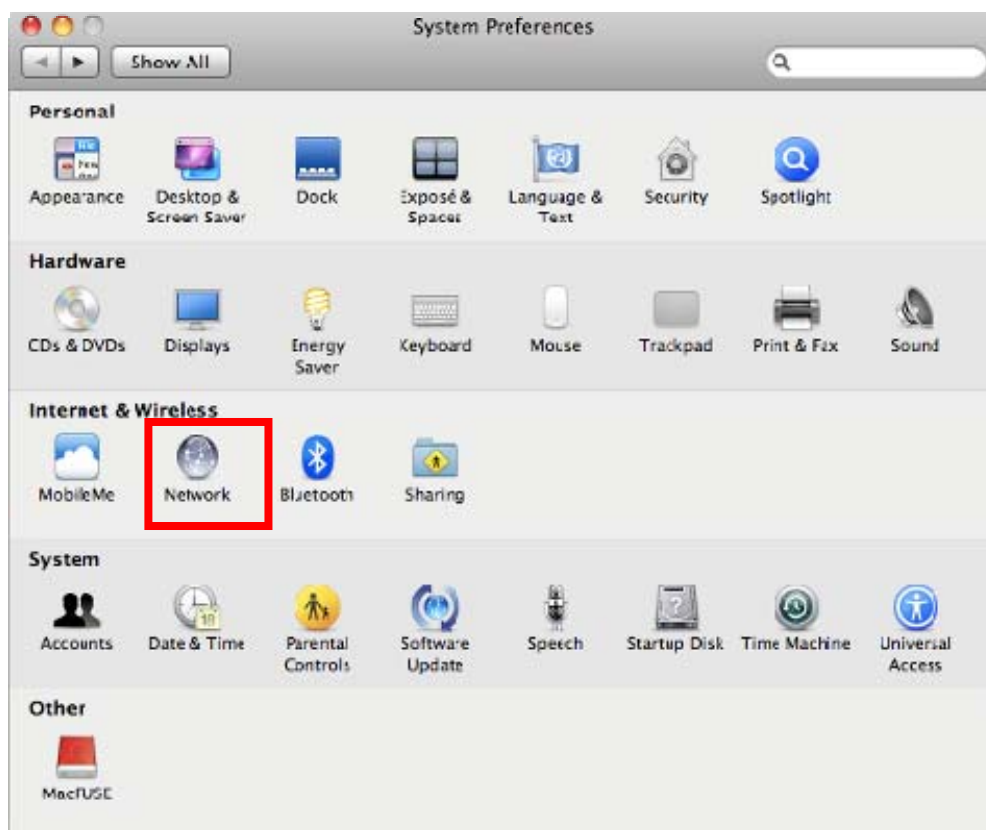 System Preferences
Show All
Personal
Appearance
Desktop &
Screen Saver
Dock
Exposé &
Spaces
Language &
Text
Security
Spotlight
Hardware
CDs & DVDs
Displays
Energy
Saver
Keyboard
Mouse
Trackpad
Print & Fax
Sound
Internet & Wireless
MobileMe
Network
Bluetooth
Sharing
System
Accounts
Date & Time
Parental
Controls
Software
Update
Speech
Startup Disk
Time Machine
Universal
Access
Other
MacFUSE